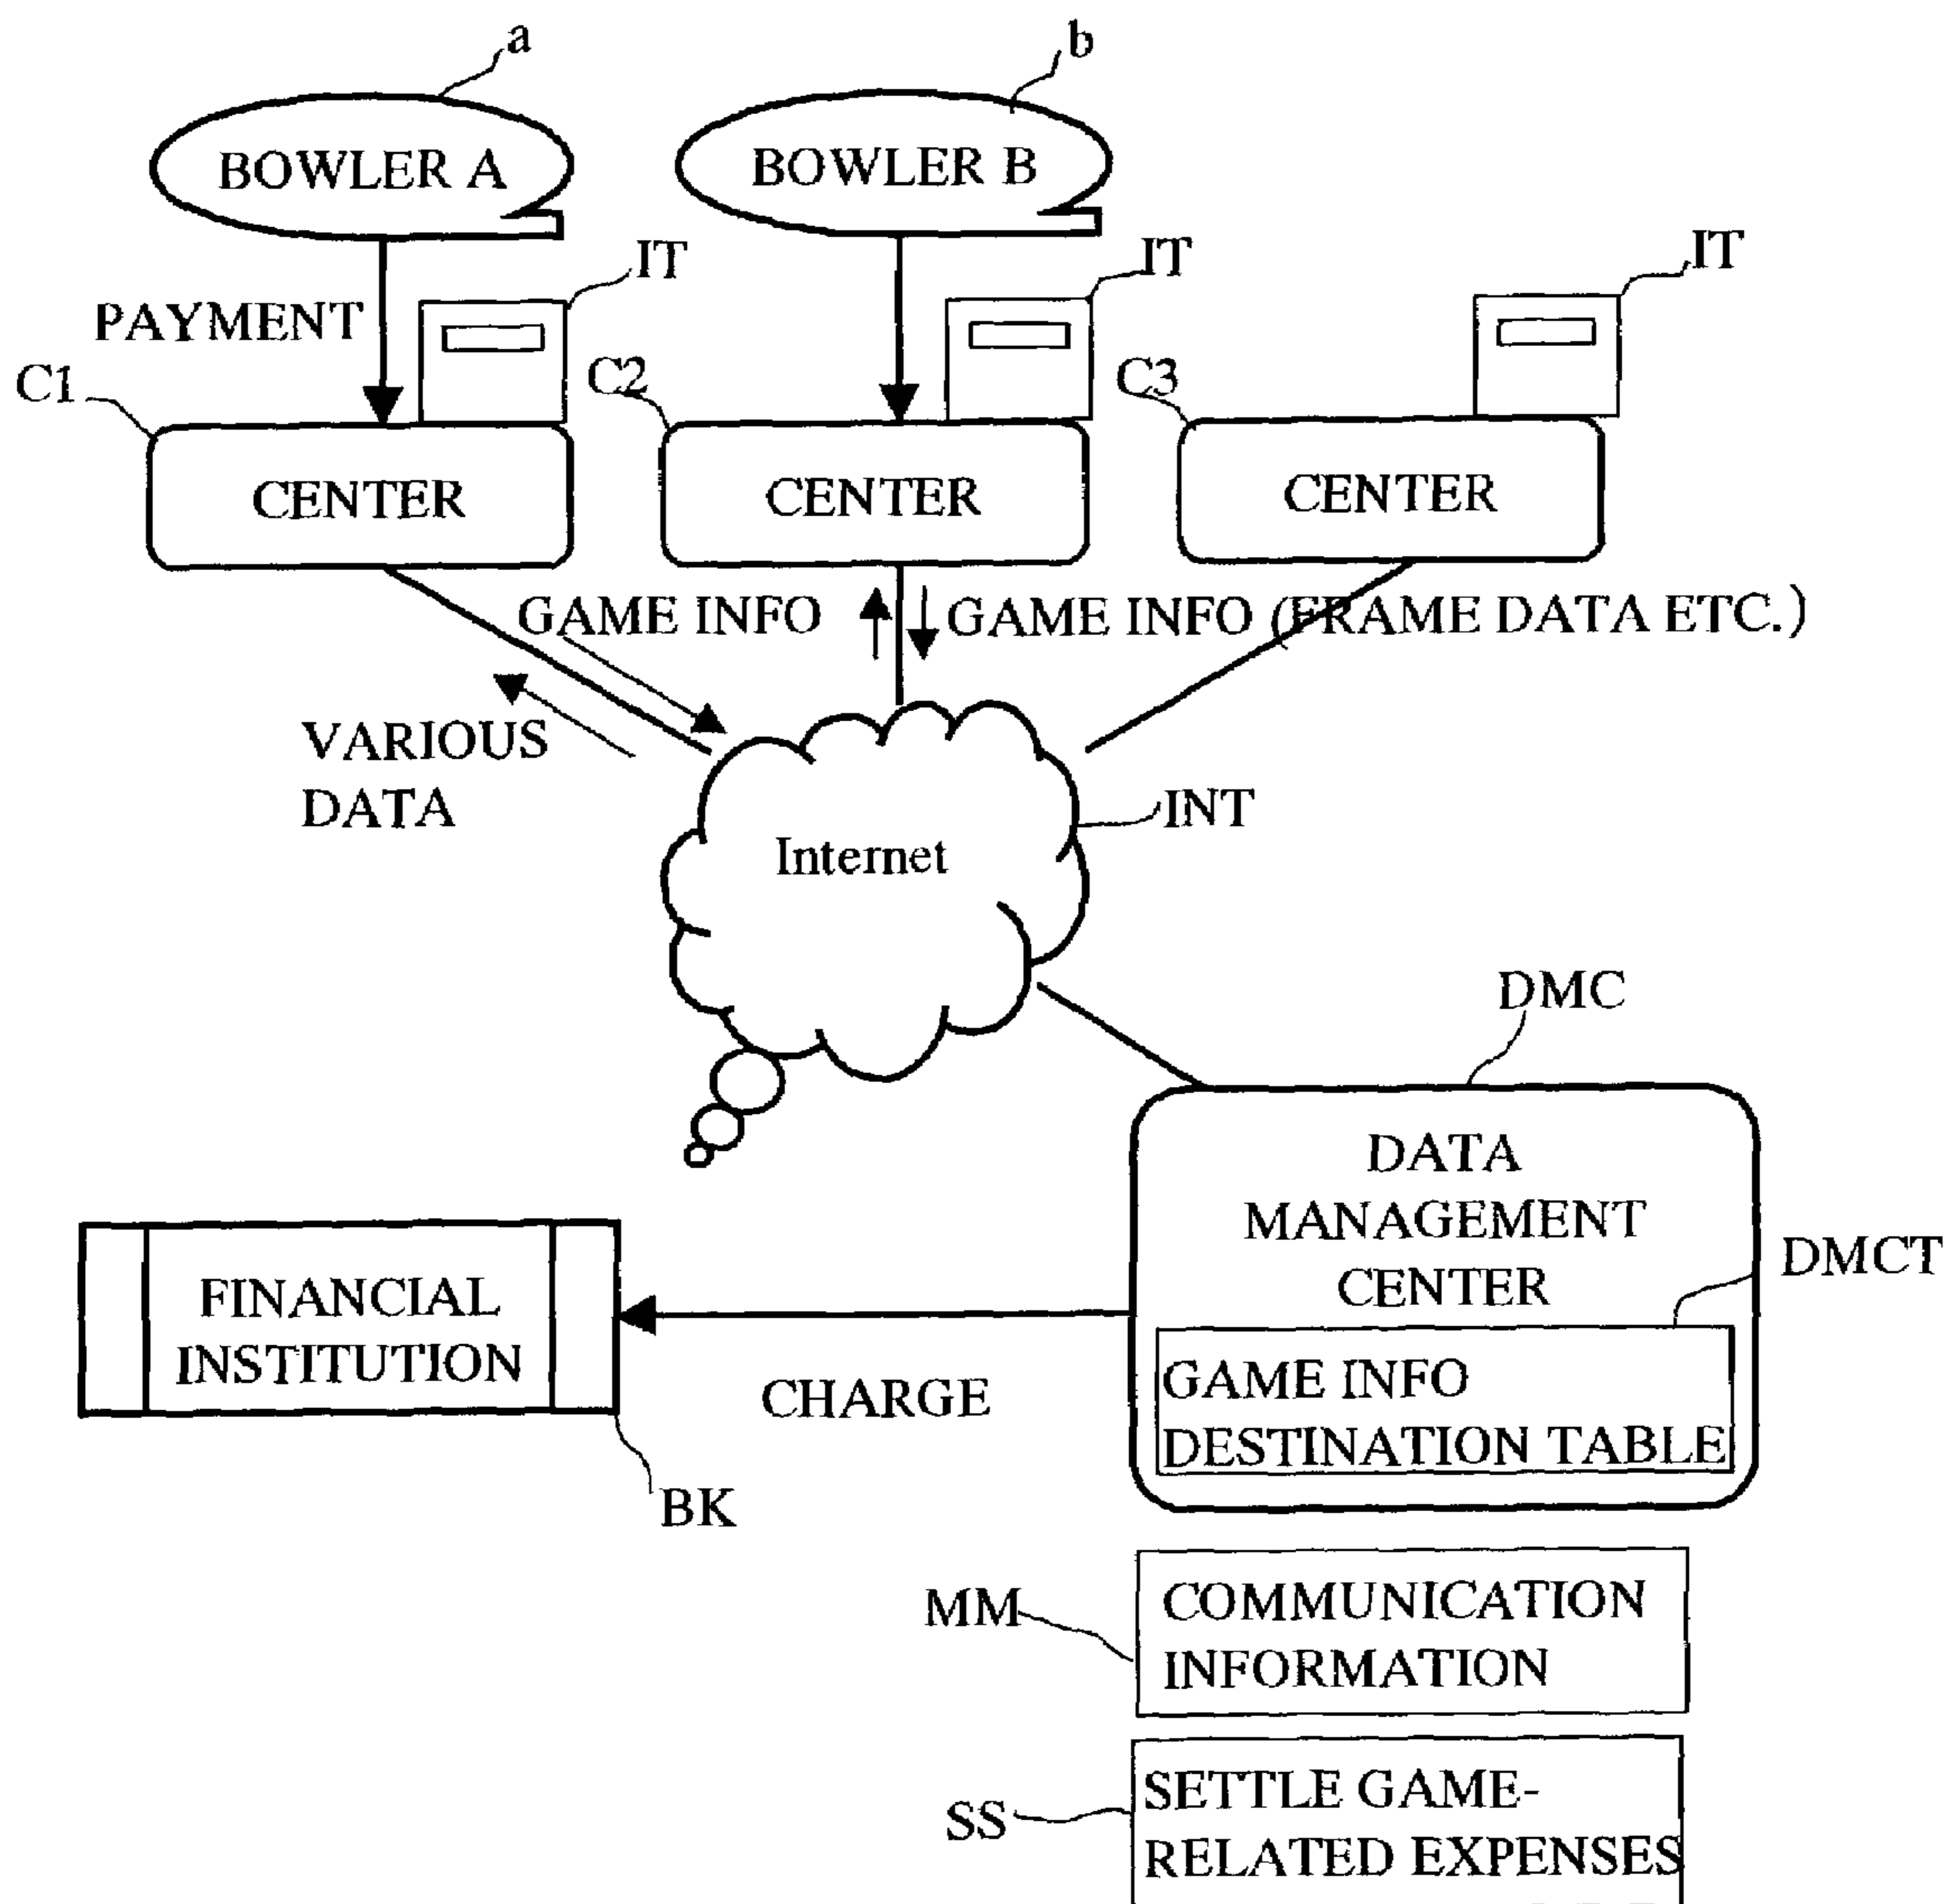 a
b
BOWLER A
BOWLER B
IT
IT
IT
PAYMENT
C1
C2
C3
CENTER
CENTER
CENTER
GAME INFO
GAME INFO (FRAME DATA ETC.)
VARIOUS
DATA
INT
Internet
DMC
DATA
MANAGEMENT
CENTER
DMCT
FINANCIAL
INSTITUTION
CHARGE
GAME INFO
DESTINATION TABLE
BK
MM
COMMUNICATION
INFORMATION
SS
SETTLE GAME-
RELATED EXPENSES